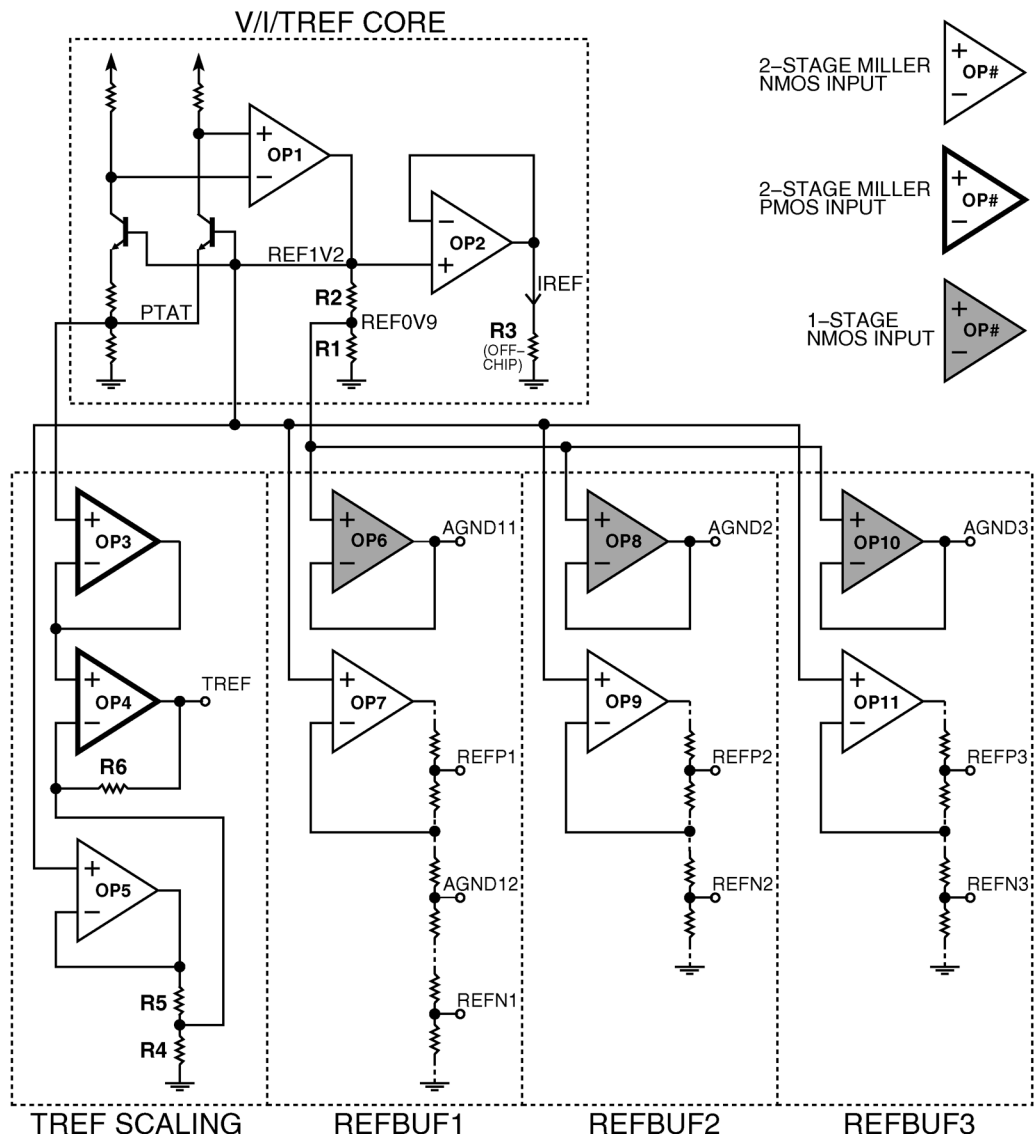 V/I/TREF CORE
2–STAGE MILLER
NMOS INPUT
+
OP#
−
2–STAGE MILLER
PMOS INPUT
+
OP#
−
1–STAGE
NMOS INPUT
+
OP#
−
+
OP1
−
−
OP2
+
REF1V2
IREF
R2
PTAT
REF0V9
R1
R3
(OFF–
CHIP)
+
OP3
−
+
OP4
−
TREF
R6
+
OP5
−
R5
R4
TREF SCALING
+
OP6
−
AGND11
+
OP7
−
REFP1
AGND12
REFN1
REFBUF1
+
OP8
−
AGND2
+
OP9
−
REFP2
REFN2
REFBUF2
+
OP10
−
AGND3
+
OP11
−
REFP3
REFN3
REFBUF3